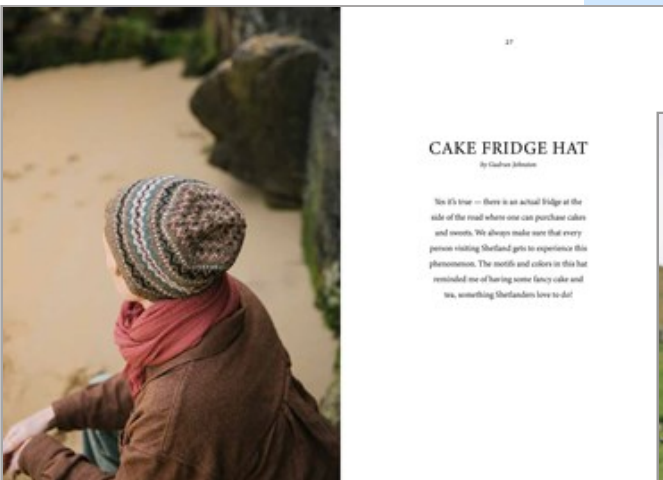 27
CAKE FRIDGE HAT
by Gudrun Johnston
Yes it's true — there is an actual fridge at the
side of the road where one can purchase cakes
and sweets. We always make sure that every
person visiting Shetland gets to experience this
phenomenon. The motifs and colors in this hat
reminded me of having some fancy cake and
tea, something Shetlanders love to do!